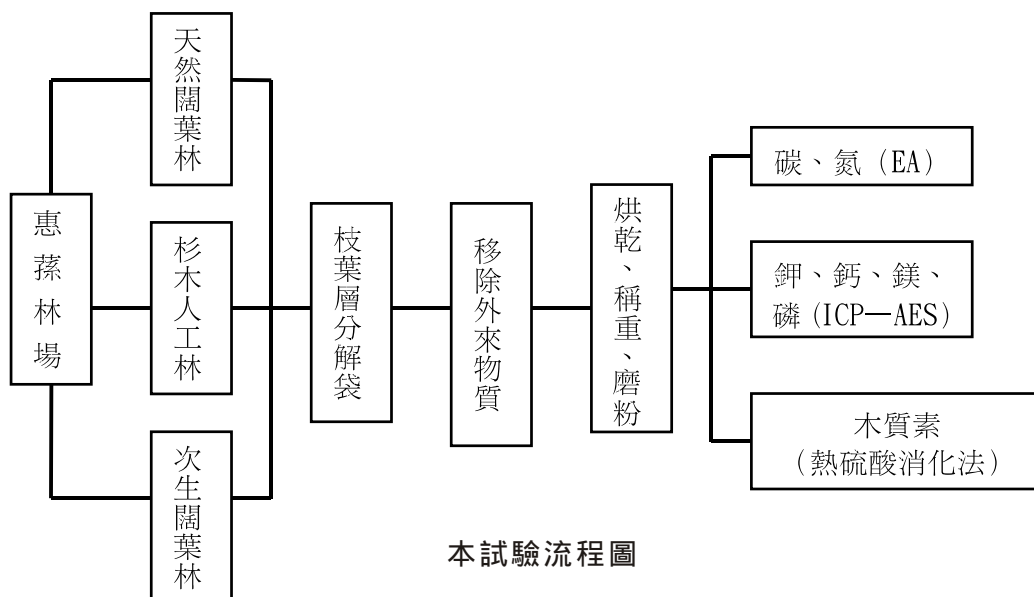 惠蓀林場
天然闊葉林
杉木人工林
次生闊葉林
枝葉層分解袋
移除外來物質
烘乾、稱重、磨粉
碳、氮(EA)
鉀、鈣、鎂、
磷(ICP—AES)
木質素
(熱硫酸消化法)
本試驗流程圖